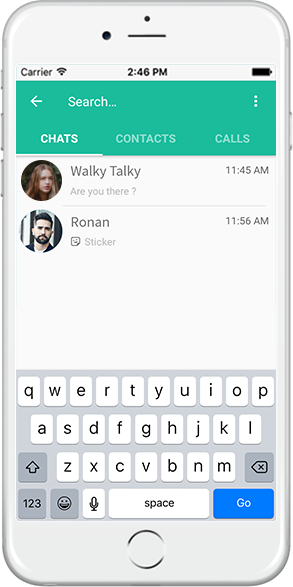 Carrier 2:46 PM
Search...
CHATS CONTACTS CALLS
Walky Talky 11:45 AM
Are you there ?
Ronan 11:56 AM
Sticker
q w e r t y u i o p
a s d f g h j k l
z x c v b n m
123 space Go